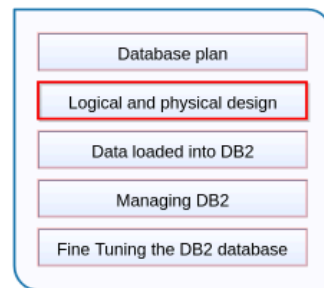 Database plan
Logical and physical design
Data loaded into DB2
Managing DB2
Fine Tuning the DB2 database